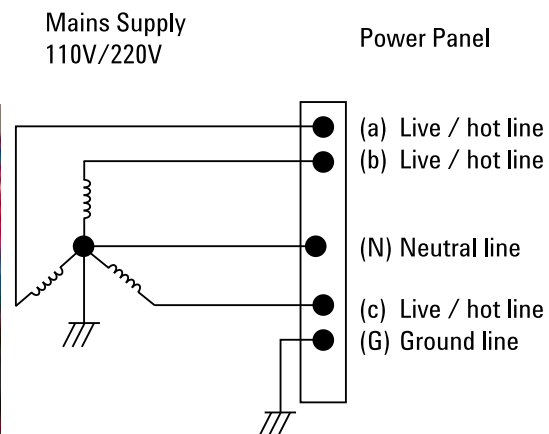 Mains Supply
110V/220V
Power Panel
(a) Live / hot line
(b) Live / hot line
(N) Neutral line
(c) Live / hot line
(G) Ground line